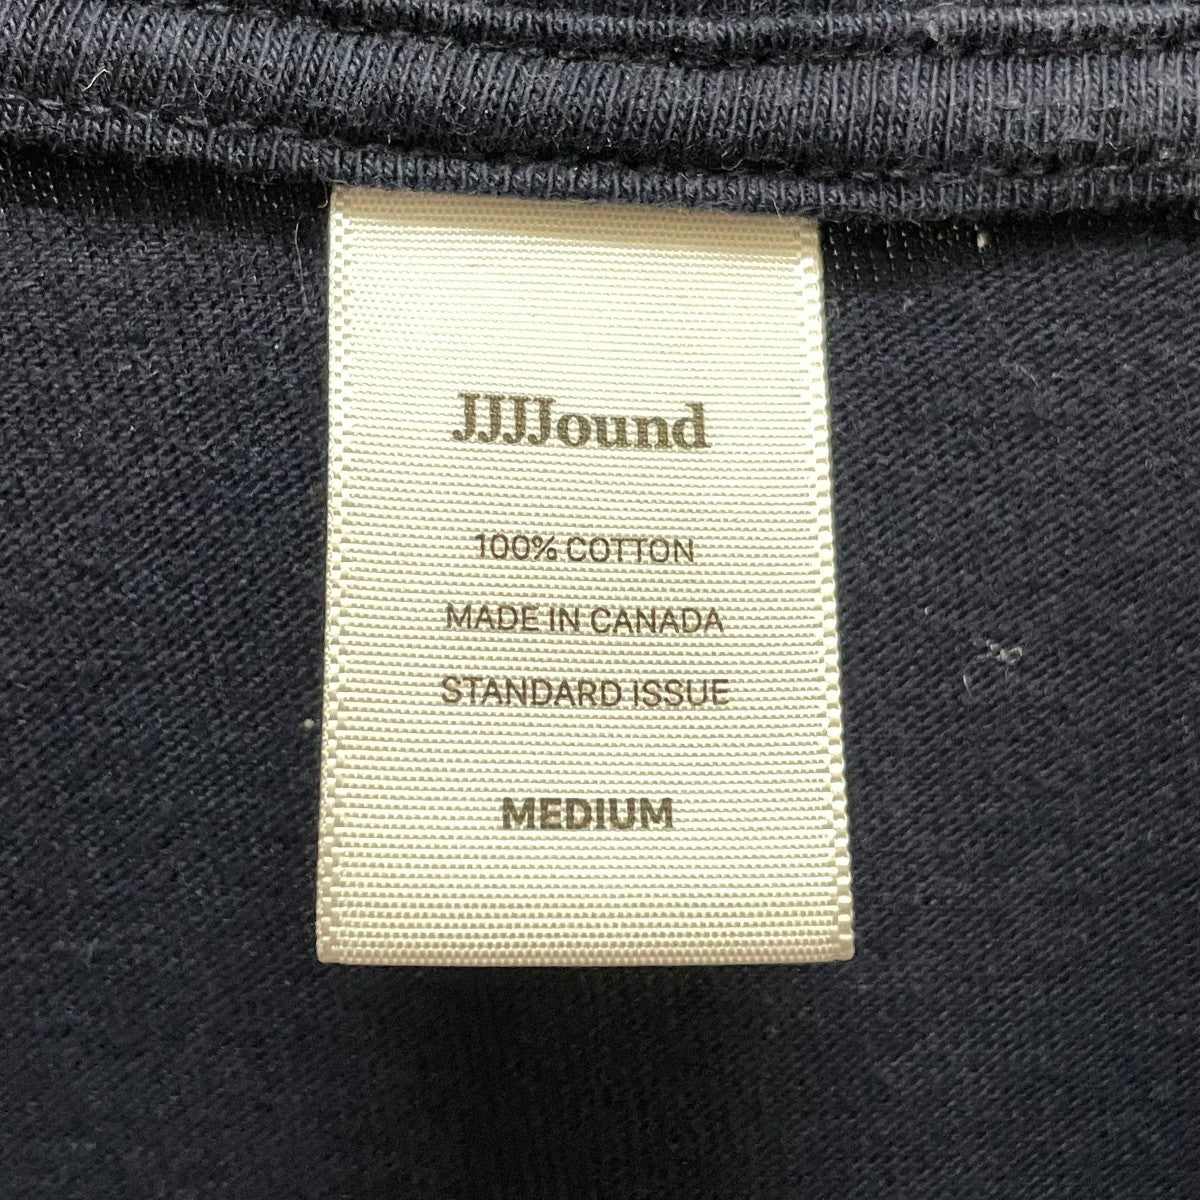 JJJJound
100% COTTON
MADE IN CANADA
STANDARD ISSUE
MEDIUM